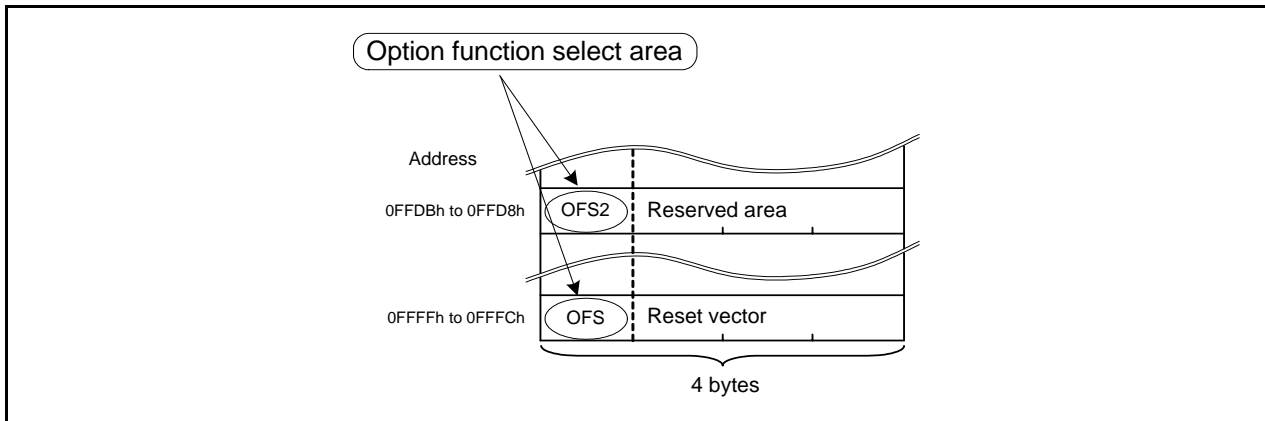 Option function select area
Address
0FFDBh to 0FFD8h OFS2 Reserved area
0FFFFh to 0FFFCh OFS Reset vector
4 bytes